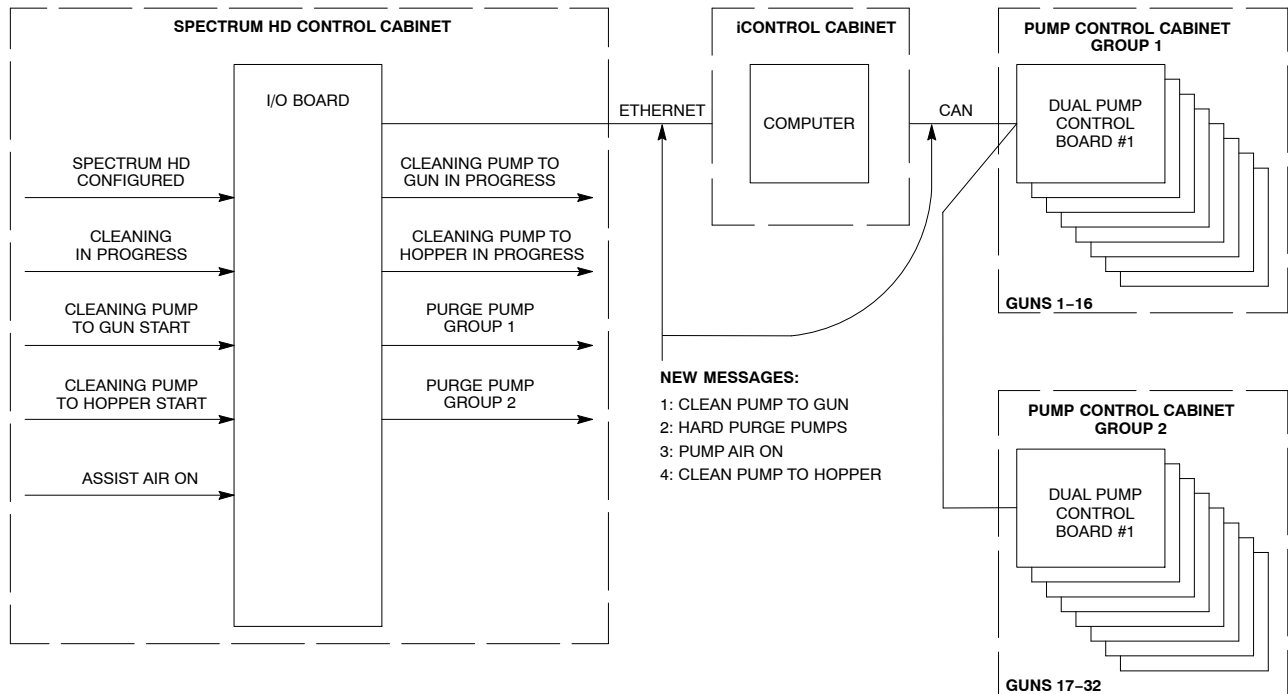 SPECTRUM HD CONTROL CABINET
I/O BOARD
SPECTRUM HD
CONFIGURED
CLEANING
IN PROGRESS
CLEANING PUMP
TO GUN START
CLEANING PUMP
TO HOPPER START
ASSIST AIR ON
CLEANING PUMP TO
GUN IN PROGRESS
CLEANING PUMP TO
HOPPER IN PROGRESS
PURGE PUMP
GROUP 1
PURGE PUMP
GROUP 2
ETHERNET
iCONTROL CABINET
COMPUTER
CAN
NEW MESSAGES:
1: CLEAN PUMP TO GUN
2: HARD PURGE PUMPS
3: PUMP AIR ON
4: CLEAN PUMP TO HOPPER
PUMP CONTROL CABINET
GROUP 1
DUAL PUMP
CONTROL
BOARD #1
GUNS 1−16
PUMP CONTROL CABINET
GROUP 2
DUAL PUMP
CONTROL
BOARD #1
GUNS 17−32